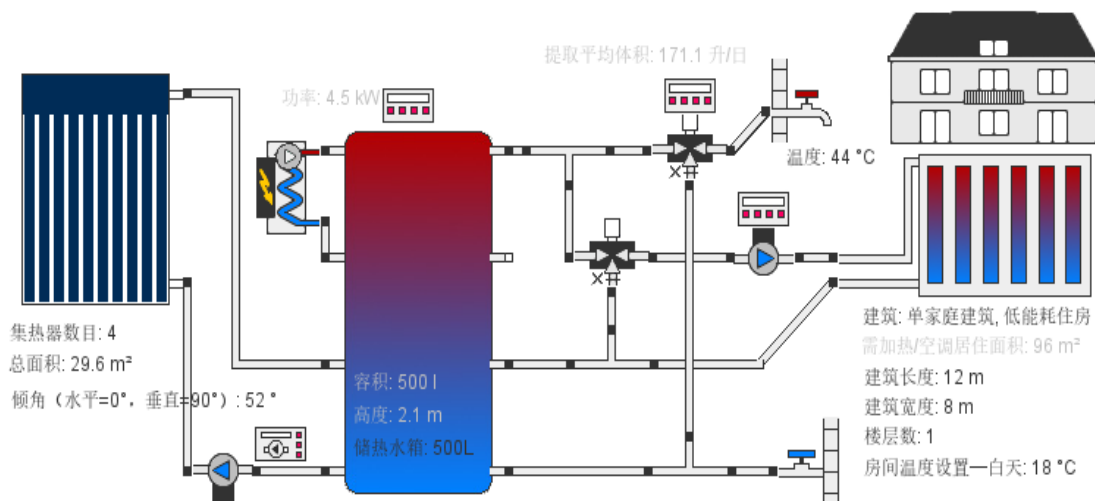 提取平均体积: 171.1 升/日
功率: 4.5 kW
温度: 44 °C
集热器数目: 4
总面积: 29.6 m²
倾角（水平=0°，垂直=90°）: 52 °
容积: 500 l
高度: 2.1 m
储热水箱: 500L
建筑: 单家庭建筑, 低能耗住房
需加热/空调居住面积: 96 m²
建筑长度: 12 m
建筑宽度: 8 m
楼层数: 1
房间温度设置—白天: 18 °C